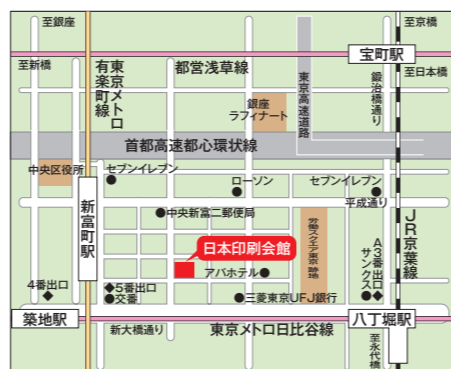 至銀座
至京橋
宝町駅
至新橋
東京メトロ
有楽町線
都営浅草線
東京高速道路
鍛冶橋通り
至日本橋
銀座
ラフィナート
首都高速都心環状線
中央区役所
セブンイレブン
ローソン
セブンイレブン
平成通り
新富町駅
中央新富二郵便局
労働スクエア東京 跡地
JR京葉線
日本印刷会館
A3番出口
サンクス
アパホテル
4番出口
5番出口
交番
三菱東京UFJ銀行
築地駅
新大橋通り
東京メトロ日比谷線
八丁堀駅
至永代橋